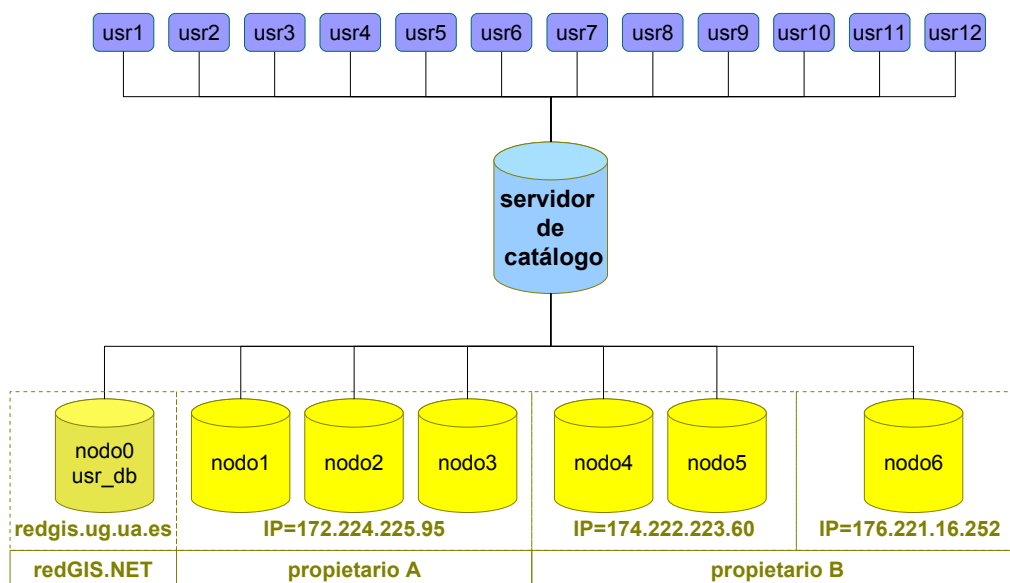 usr1 usr2 usr3 usr4 usr5 usr6 usr7 usr8 usr9 usr10 usr11 usr12
servidor
de
catálogo
nodo0
usr_db
nodo1 nodo2 nodo3 nodo4 nodo5 nodo6
redgis.ug.ua.es IP=172.224.225.95 IP=174.222.223.60 IP=176.221.16.252
redGIS.NET propietario A propietario B